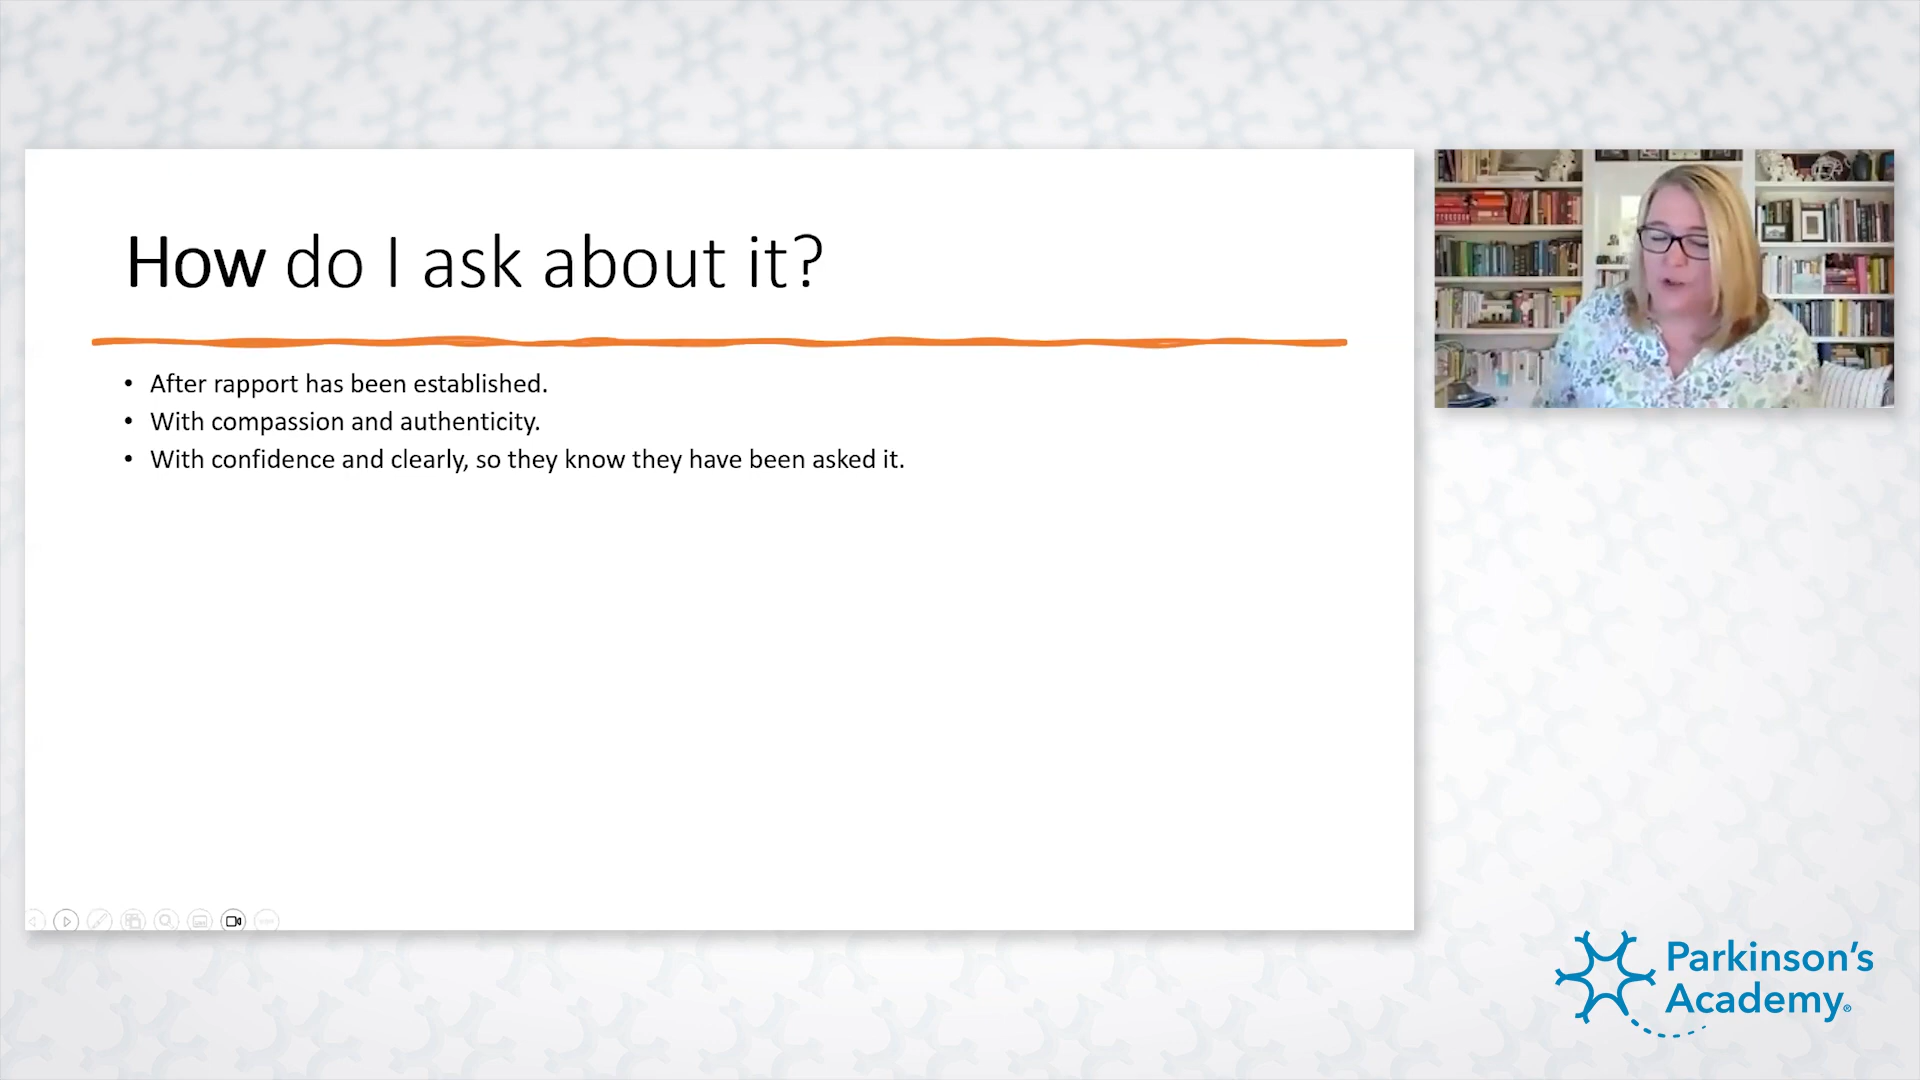 How do I ask about it?
• After rapport has been established.
• With compassion and authenticity.
• With confidence and clearly, so they know they have been asked it.
Parkinson's
Academy®